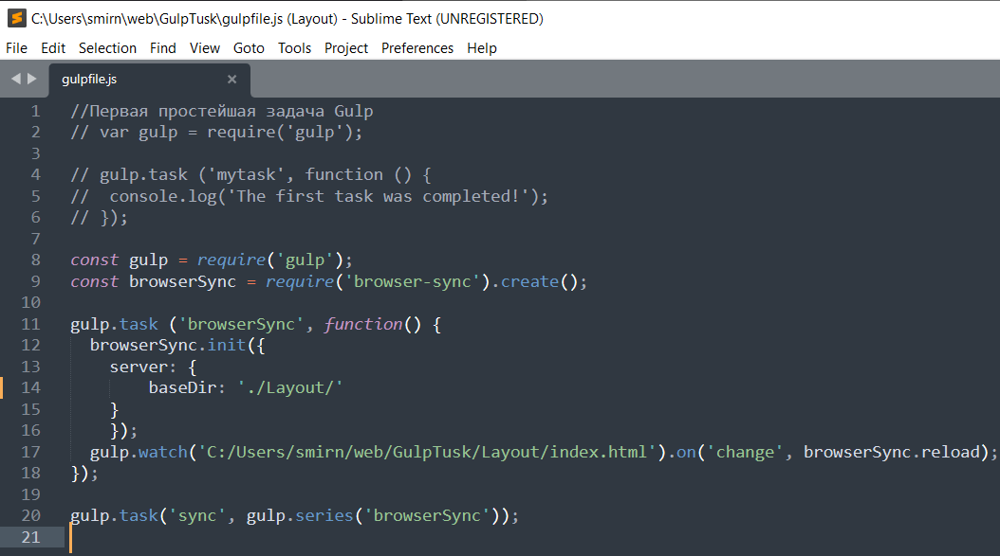 C:\Users\smirn\web\GulpTusk\gulpfile.js (Layout) - Sublime Text (UNREGISTERED)
File Edit Selection Find View Goto Tools Project Preferences Help
gulpfile.js
1 //Первая простейшая задача Gulp
2 // var gulp = require('gulp');
3
4 // gulp.task ('mytask', function () {
5 //  console.log('The first task was completed!');
6 // });
7
8 const gulp = require('gulp');
9 const browserSync = require('browser-sync').create();
10
11 gulp.task ('browserSync', function() {
12   browserSync.init({
13     server: {
14         baseDir: './Layout/'
15     }
16     });
17   gulp.watch('C:/Users/smirn/web/GulpTusk/Layout/index.html').on('change', browserSync.reload);
18 });
19
20 gulp.task('sync', gulp.series('browserSync'));
21